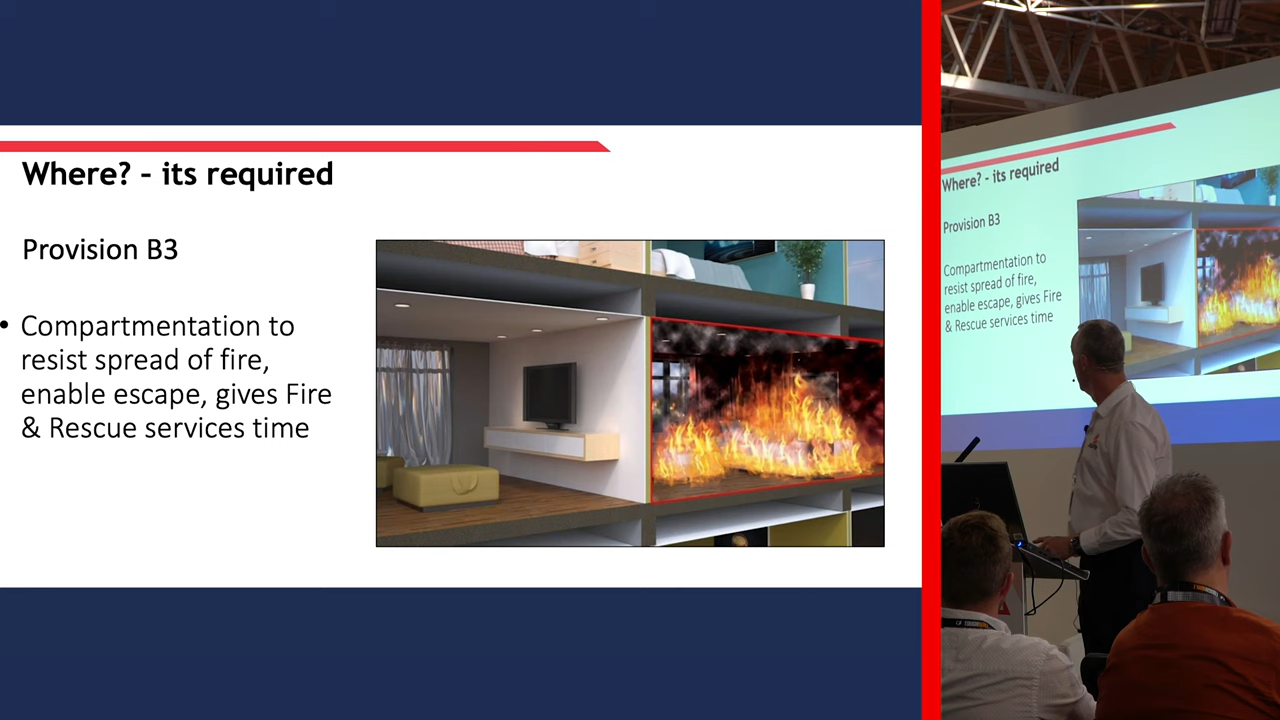 Where? - its required
Provision B3
• Compartmentation to
resist spread of fire,
enable escape, gives Fire
& Rescue services time
Where? - its required
Provision B3
Compartmentation to
resist spread of fire,
enable escape, gives Fire
& Rescue services time